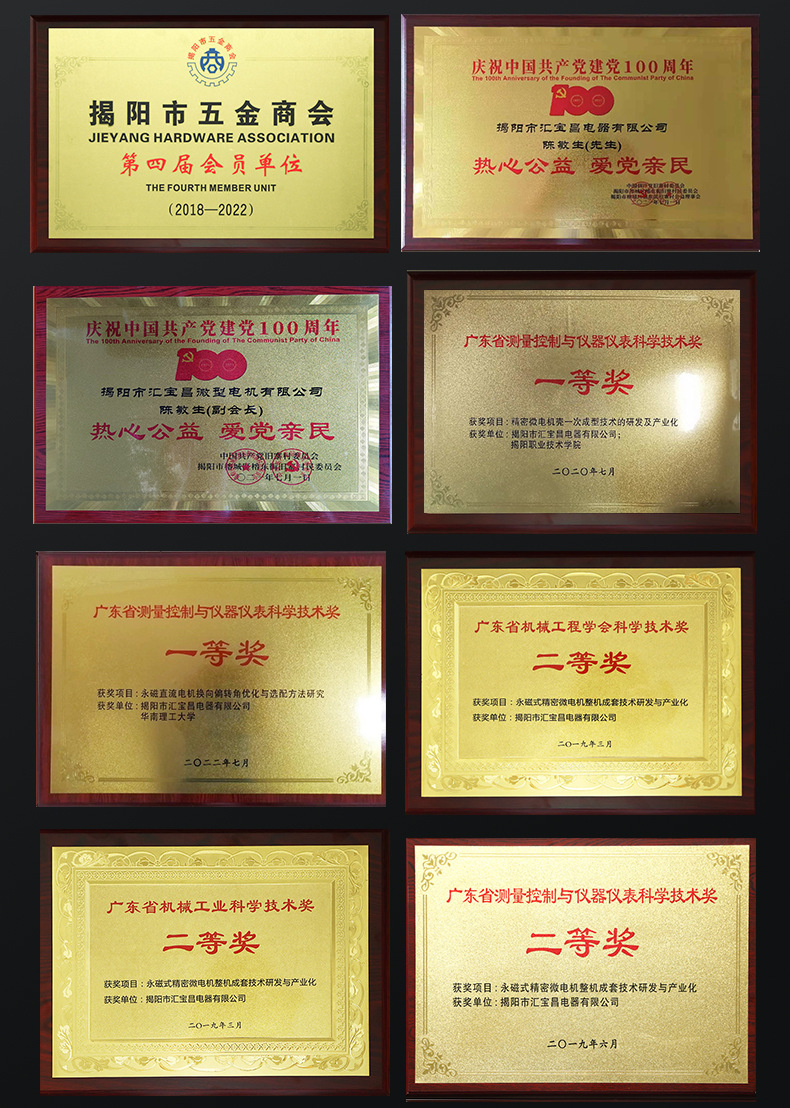 揭阳市五金商会
揭阳市五金商会
JIEYANG HARDWARE ASSOCIATION
第四届会员单位
THE FOURTH MEMBER UNIT
(2018—2022)
庆祝中国共产党建党100周年
The 100th Anniversary of the Founding of The Communist Party of China
100
揭阳市汇宝昌电器有限公司
陈敏生(先生)
热心公益 爱党亲民
庆祝中国共产党建党100周年
The 100th Anniversary of the Founding of The Communist Party of China
100
揭阳市汇宝昌微型电机有限公司
陈敏生(副会长)
热心公益 爱党亲民
中国共产党旧寨村委员会
二〇二一年七月一日
广东省测量控制与仪器仪表科学技术奖
一等奖
获奖项目:精密微电机壳一次成型技术的研发及产业化
获奖单位:揭阳市汇宝昌电器有限公司;
揭阳职业技术学院
二〇二〇年七月
广东省测量控制与仪器仪表科学技术奖
一等奖
获奖项目:永磁直流电机换向偏转角优化与选配方法研究
获奖单位:揭阳市汇宝昌电器有限公司
华南理工大学
二〇二二年七月
广东省机械工程学会科学技术奖
二等奖
获奖项目:永磁式精密微电机整机成套技术研发与产业化
获奖单位:揭阳市汇宝昌电器有限公司
二〇一九年三月
广东省机械工业科学技术奖
二等奖
获奖项目:永磁式精密微电机整机成套技术研发与产业化
获奖单位:揭阳市汇宝昌电器有限公司
二〇一九年三月
广东省测量控制与仪器仪表科学技术奖
二等奖
获奖项目:永磁式精密微电机整机成套技术研发与产业化
获奖单位:揭阳市汇宝昌电器有限公司
二〇一九年六月